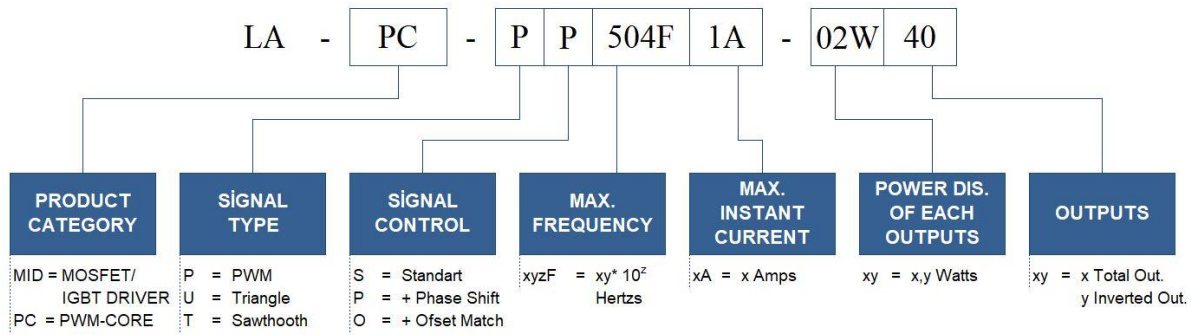 LA - PC - P P 504F 1A - 02W 40
PRODUCT
CATEGORY
MID = MOSFET/
IGBT DRIVER
PC = PWM-CORE
SİGNAL
TYPE
P = PWM
U = Triangle
T = Sawthooth
SİGNAL
CONTROL
S = Standart
P = + Phase Shift
O = + Ofset Match
MAX.
FREQUENCY
xyzF = xy* 10^z
Hertzs
MAX.
INSTANT
CURRENT
xA = x Amps
POWER DIS.
OF EACH
OUTPUTS
xy = x,y Watts
OUTPUTS
xy = x Total Out.
y Inverted Out.